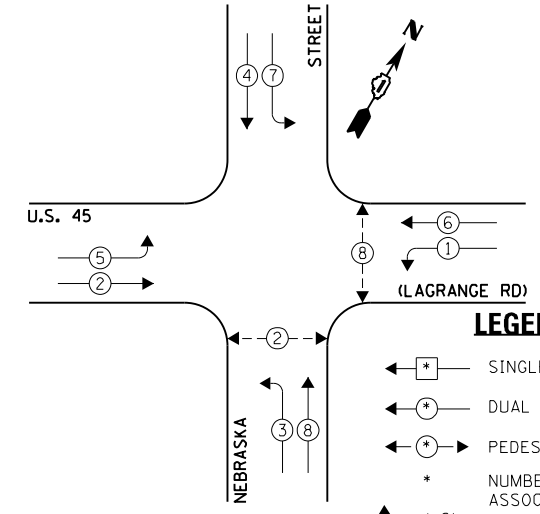 STREET
N
4 7
U.S. 45
6
5
8
1
2
(LAGRANGE RD)
LEGE
2
* SINGL
NEBRASKA
3 8
* DUAL
* PEDES
* NUMBE
ASSOC